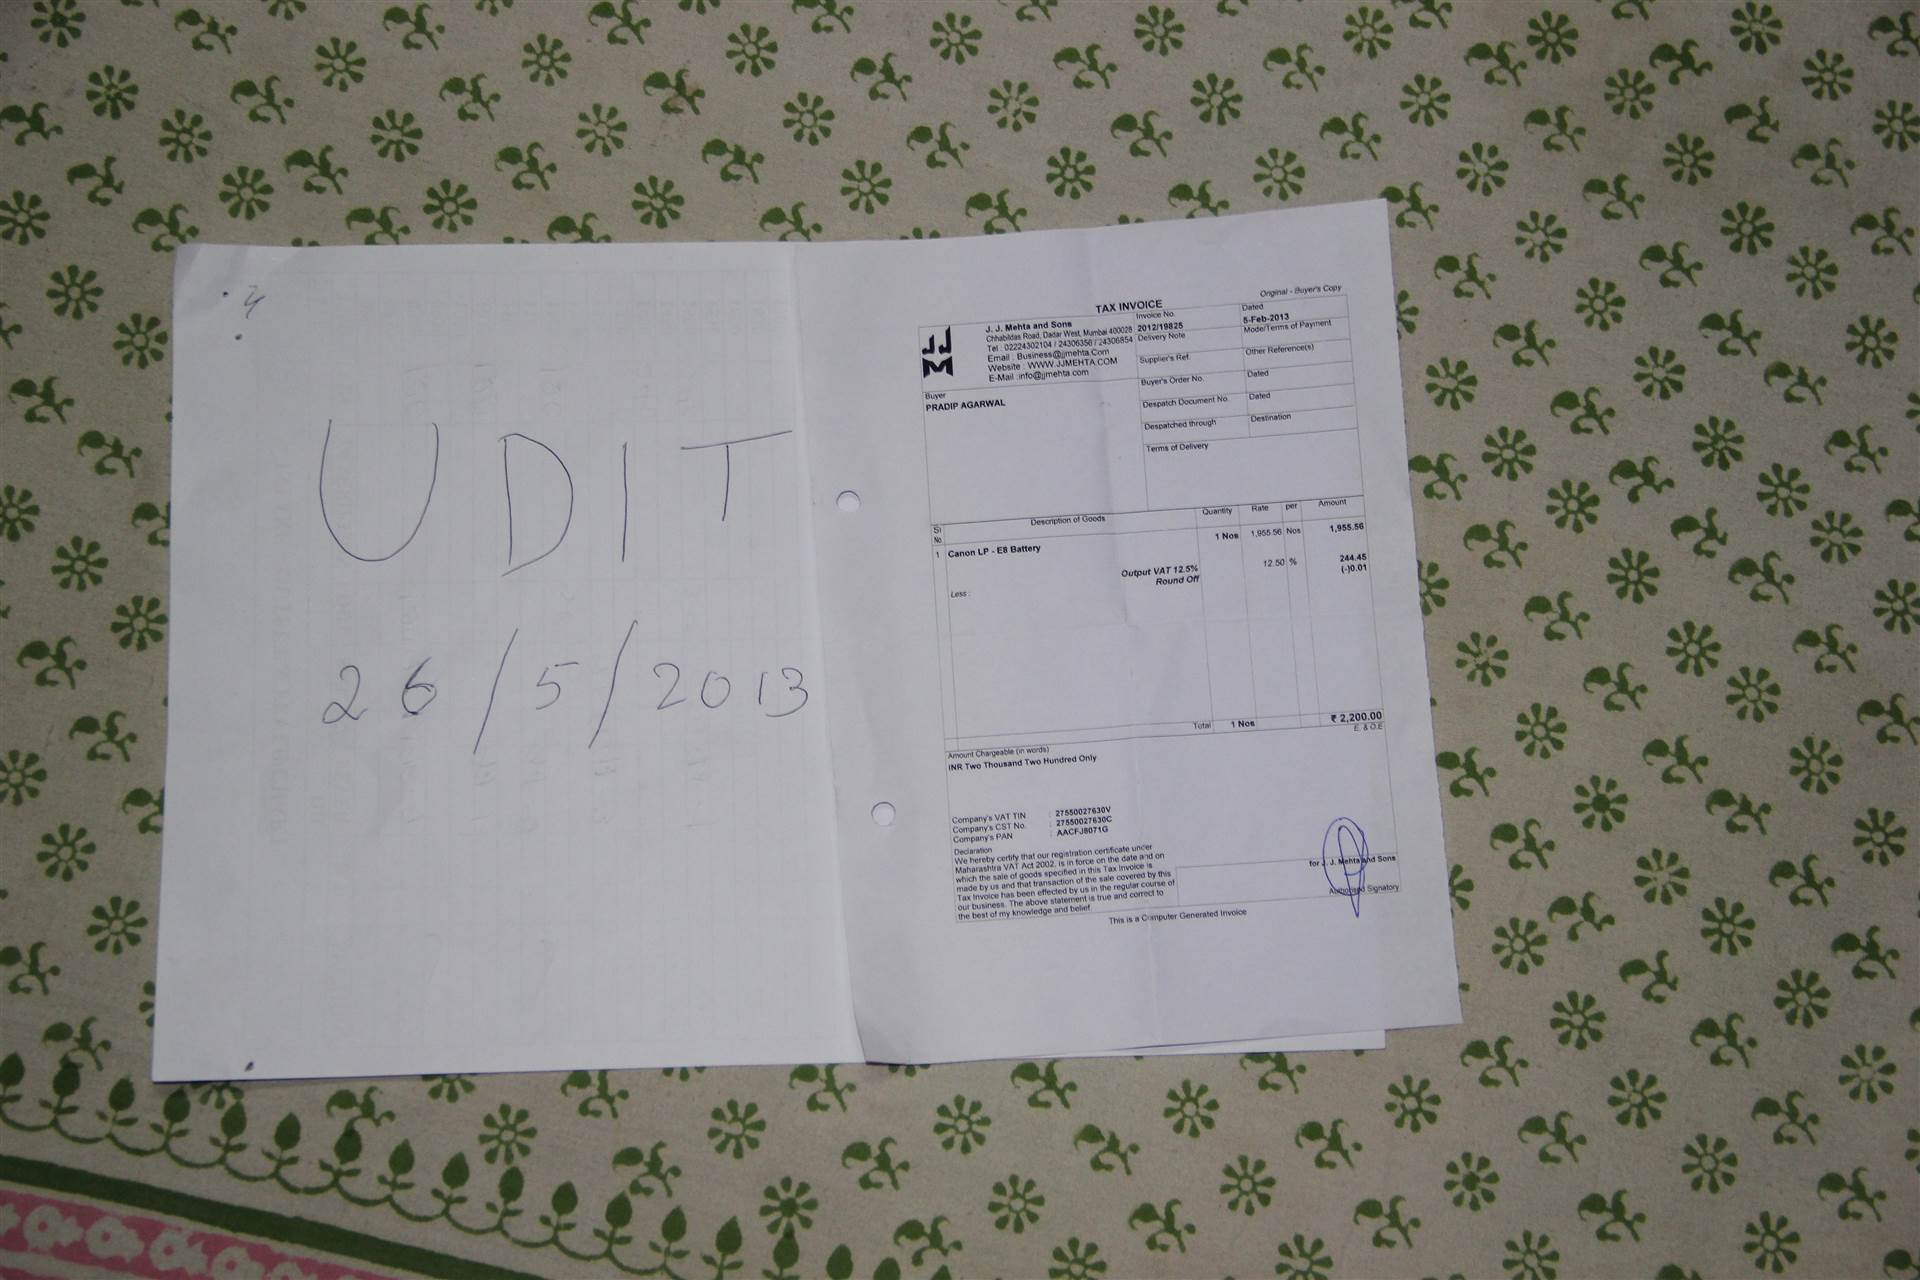 UDIT
26/5/2013
TAX INVOICE
Original - Buyer's Copy
JJM
J. J. Mehta and Sons
Chhabildas Road, Dadar West, Mumbai 400028
Tel : 02224302104 / 24306356 / 24306854
Email : Business@jjmehta.Com
Website : WWW.JJMEHTA.COM
E-Mail :info@jjmehta.com
Invoice No.
2012/19825
Dated
5-Feb-2013
Delivery Note
Mode/Terms of Payment
Supplier's Ref.
Other Reference(s)
Buyer
PRADIP AGARWAL
Buyer's Order No.
Dated
Despatch Document No.
Dated
Despatched through
Destination
Terms of Delivery
Sl No. Description of Goods Quantity Rate per Amount
1 Canon LP - E8 Battery 1 Nos 1,955.56 Nos 1,955.56
Output VAT 12.5% 12.50 % 244.45
Less : Round Off (-)0.01
Total 1 Nos ₹ 2,200.00
E. & O.E
Amount Chargeable (in words)
INR Two Thousand Two Hundred Only
Company's VAT TIN : 27550027630V
Company's CST No. : 27550027630C
Company's PAN : AACFJ8071G
Declaration
We hereby certify that our registration certificate under
Maharashtra VAT Act 2002, is in force on the date and on
which the sale of goods specified in this Tax Invoice is
made by us and that transaction of the sale covered by this
Tax Invoice has been effected by us in the regular course of
our business. The above statement is true and correct to
the best of my knowledge and belief.
for J. J. Mehta and Sons
Authorised Signatory
This is a Computer Generated Invoice